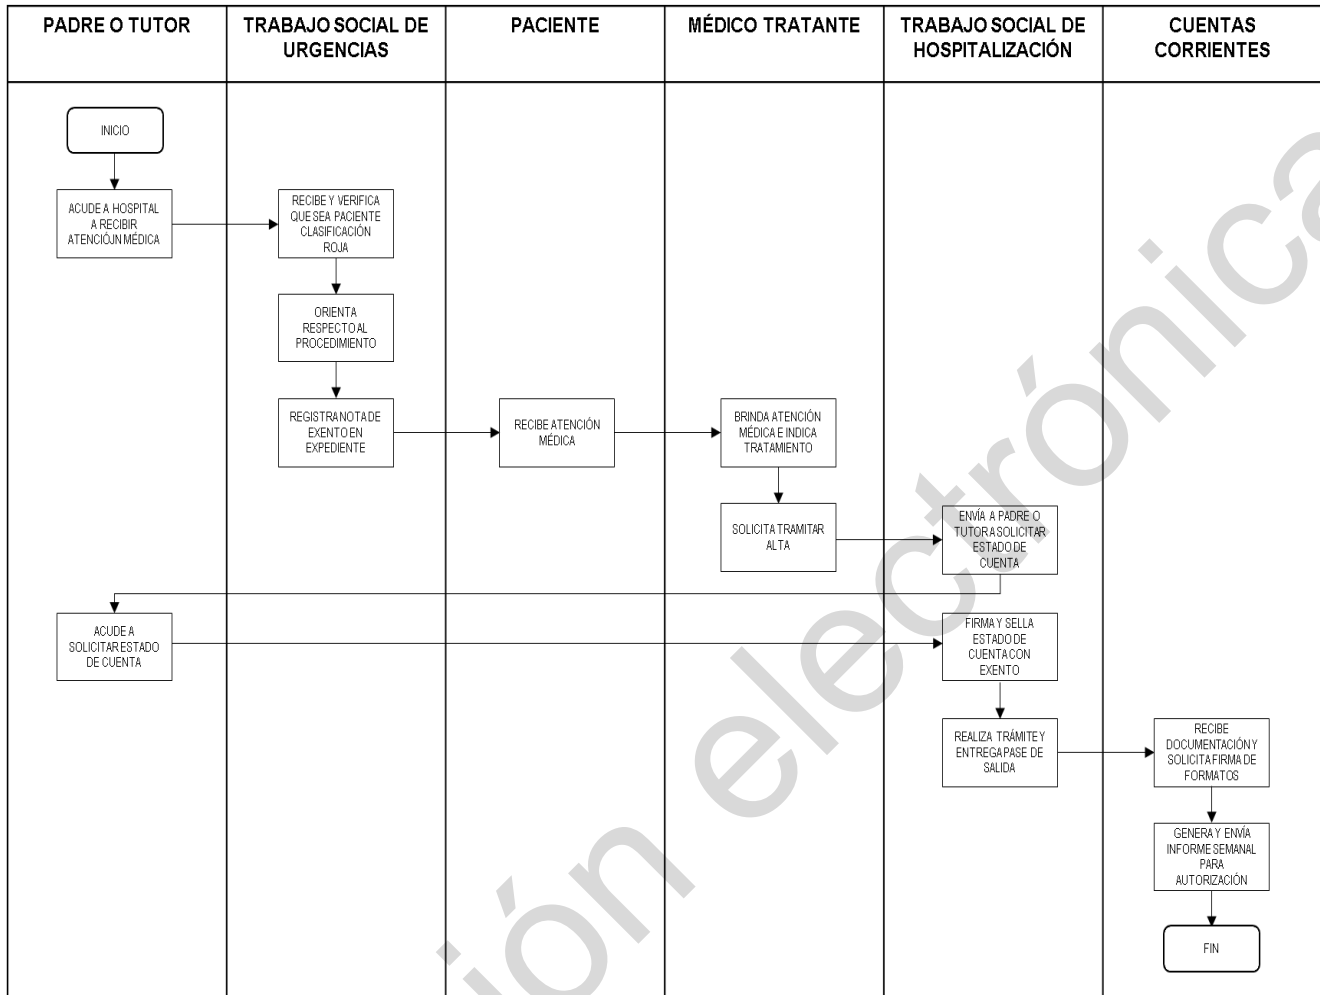 PADRE O TUTOR
TRABAJO SOCIAL DE
URGENCIAS
PACIENTE
MÉDICO TRATANTE
TRABAJO SOCIAL DE
HOSPITALIZACIÓN
CUENTAS
CORRIENTES
INICIO
ACUDE A HOSPITAL
A RECIBIR
ATENCIÓJN MÉDICA
RECIBE Y VERIFICA
QUE SEA PACIENTE
CLASIFICACIÓN
ROJA
ORIENTA
RESPECTO AL
PROCEDIMIENTO
REGISTRA NOTA DE
EXENTO EN
EXPEDIENTE
RECIBE ATENCIÓN
MÉDICA
BRINDA ATENCIÓN
MÉDICA E INDICA
TRATAMIENTO
SOLICITA TRAMITAR
ALTA
ENVÍA A PADRE O
TUTOR A SOLICITAR
ESTADO DE
CUENTA
ACUDE A
SOLICITAR ESTADO
DE CUENTA
FIRMA Y SELLA
ESTADO DE
CUENTA CON
EXENTO
REALIZA TRÁMITE Y
ENTREGA PASE DE
SALIDA
RECIBE
DOCUMENTACIÓN Y
SOLICITA FIRMA DE
FORMATOS
GENERA Y ENVÍA
INFORME SEMANAL
PARA
AUTORIZACIÓN
FIN
ión electrónica